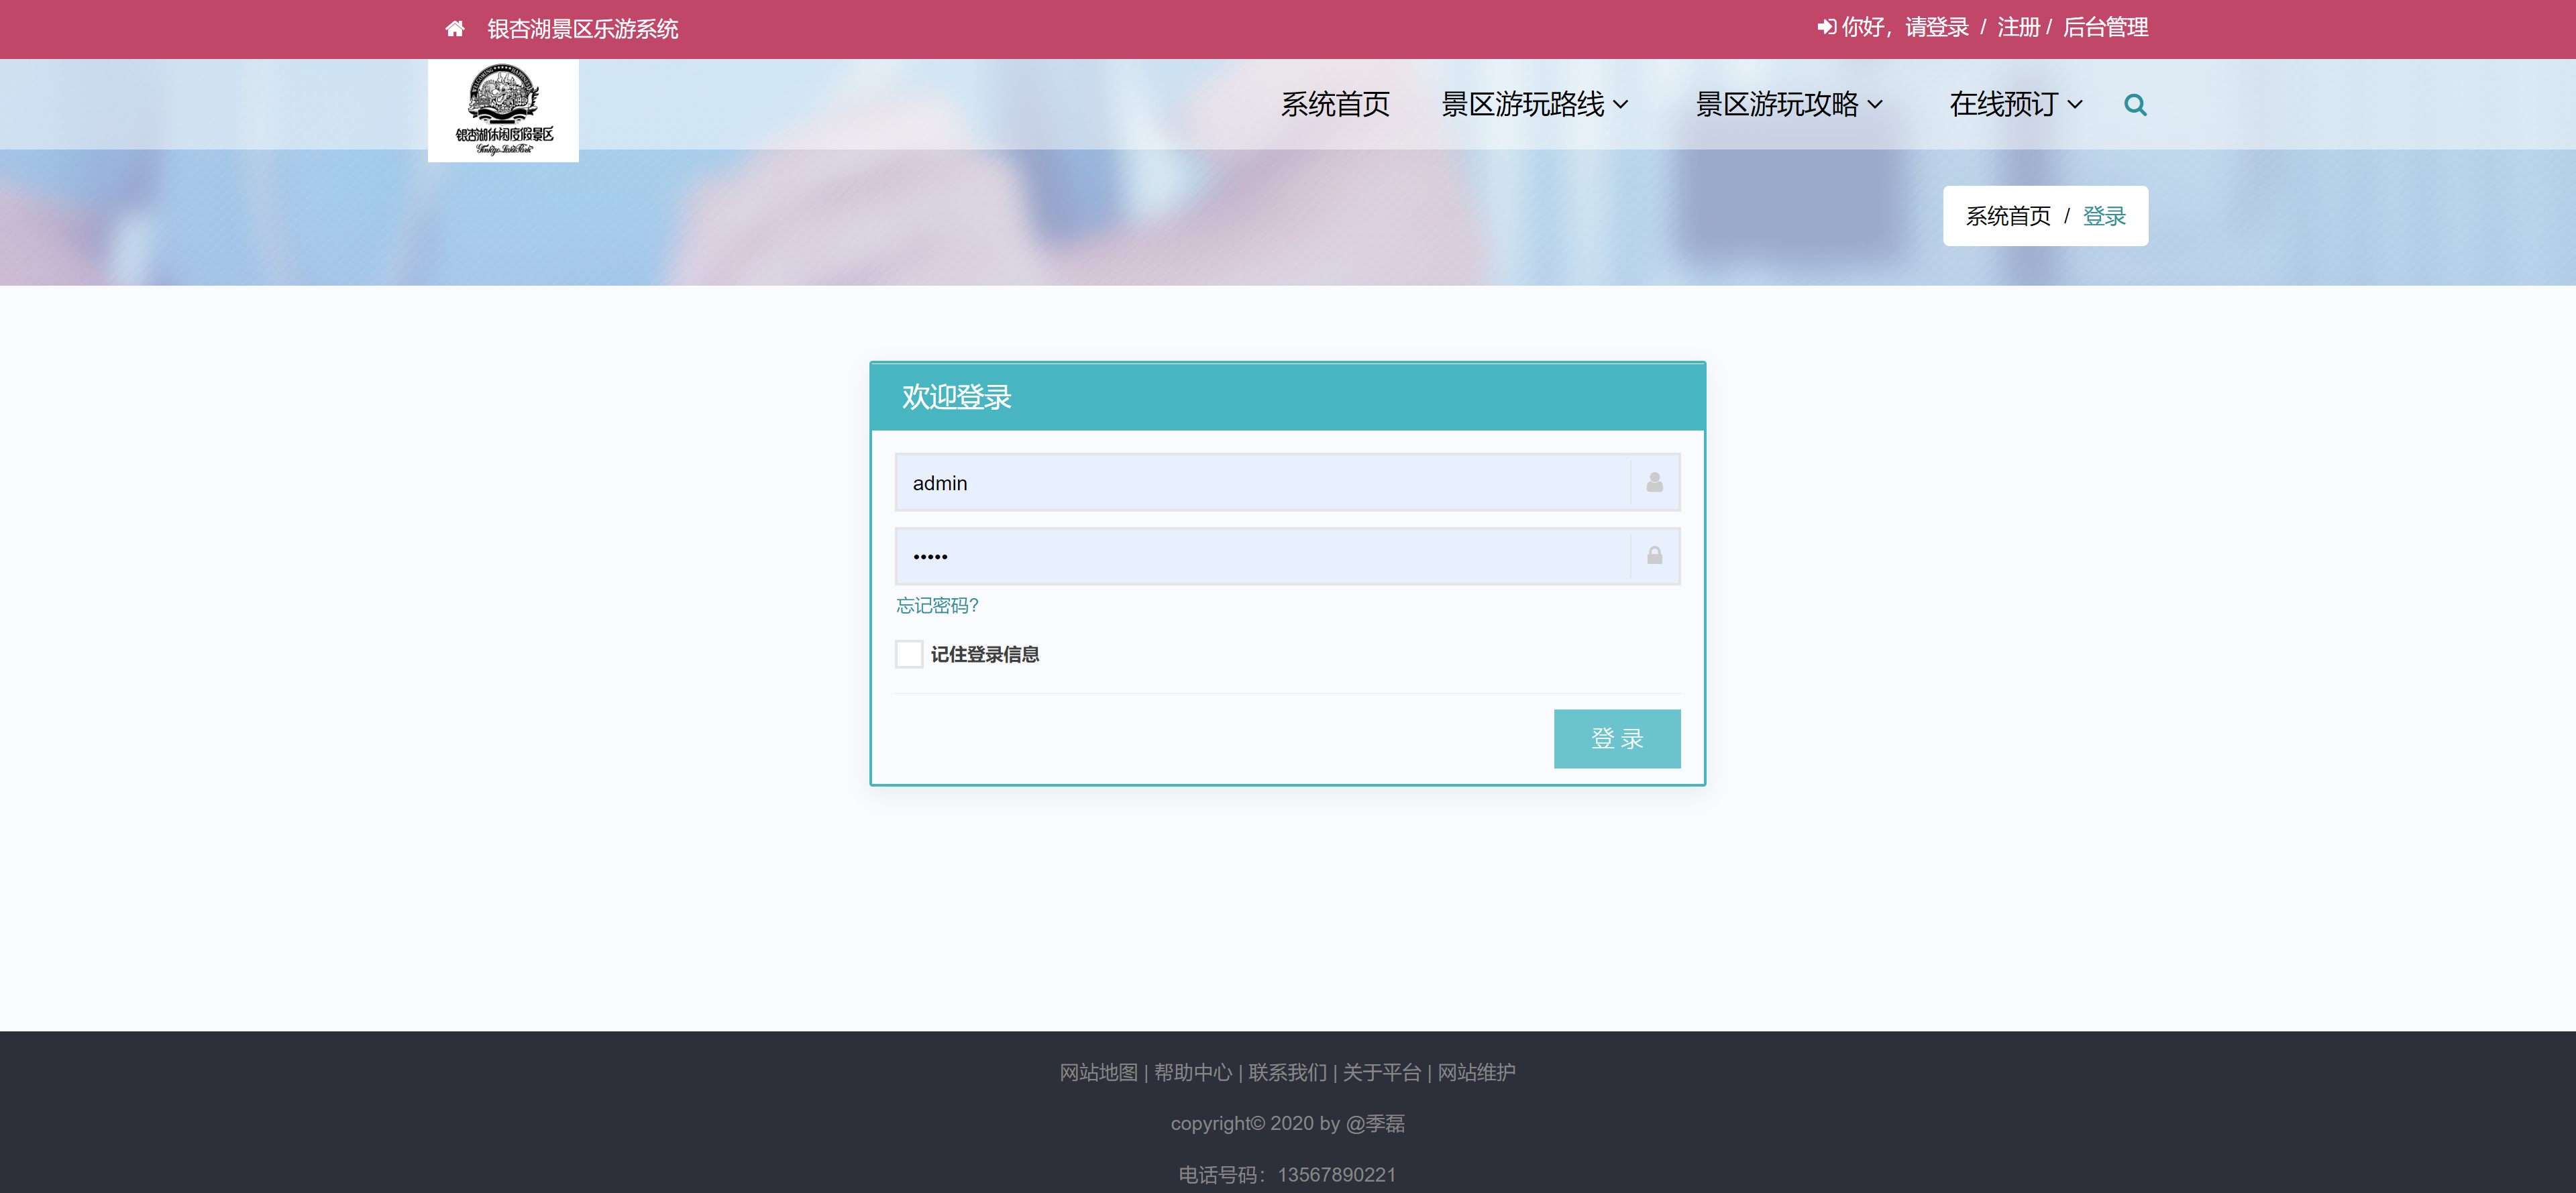 银杏湖景区乐游系统
你好，请登录 / 注册 / 后台管理
银杏湖休闲度假景区
系统首页 景区游玩路线 景区游玩攻略 在线预订
系统首页 / 登录
欢迎登录
admin
•••••
忘记密码?
记住登录信息
登 录
网站地图 | 帮助中心 | 联系我们 | 关于平台 | 网站维护
copyright© 2020 by @季磊
电话号码：13567890221